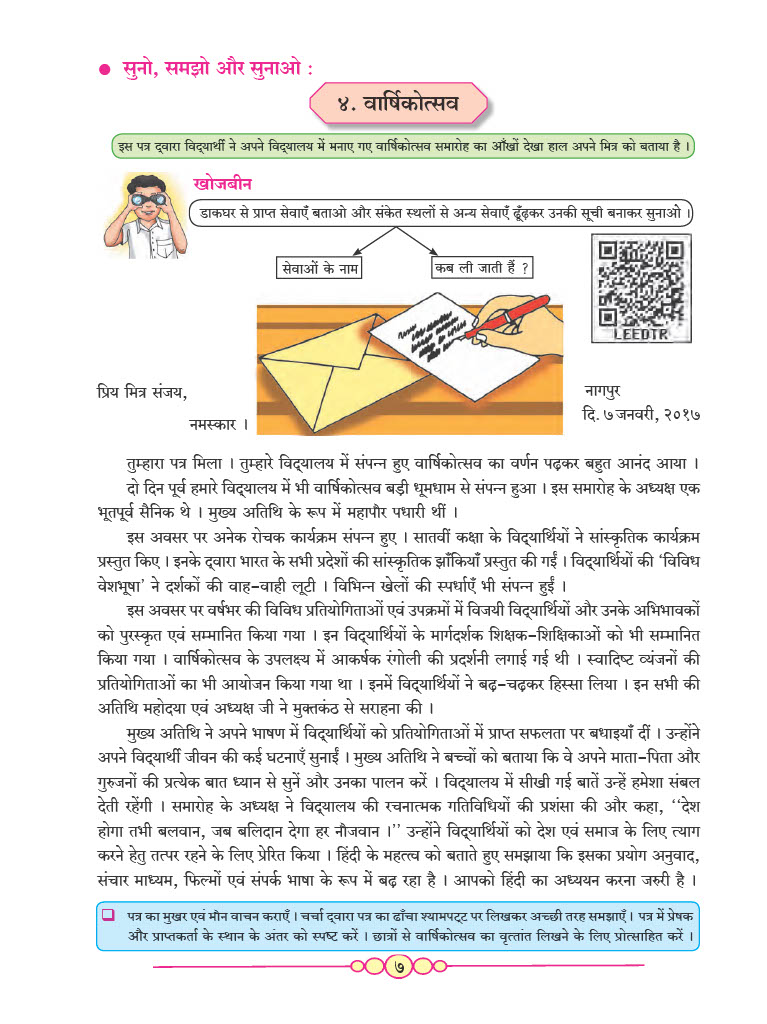 ● सुनो, समझो और सुनाओ :
४. वार्षिकोत्सव
इस पत्र द्‌वारा विद्‌यार्थी ने अपने विद्‌यालय में मनाए गए वार्षिकोत्सव समारोह का आँखों देखा हाल अपने मित्र को बताया है ।
खोजबीन
डाकघर से प्राप्त सेवाएँ बताओ और संकेत स्थलों से अन्य सेवाएँ ढूँढ़कर उनकी सूची बनाकर सुनाओ ।
सेवाओं के नाम
कब ली जाती हैं ?
LEEDTR
प्रिय मित्र संजय,
नागपुर
दि. ७ जनवरी, २०१७
नमस्कार ।
तुम्हारा पत्र मिला । तुम्हारे विद्‌यालय में संपन्न हुए वार्षिकोत्सव का वर्णन पढ़कर बहुत आनंद आया ।
दो दिन पूर्व हमारे विद्‌यालय में भी वार्षिकोत्सव बड़ी धूमधाम से संपन्न हुआ । इस समारोह के अध्यक्ष एक
भूतपूर्व सैनिक थे । मुख्य अतिथि के रूप में महापौर पधारी थीं ।
इस अवसर पर अनेक रोचक कार्यक्रम संपन्न हुए । सातवीं कक्षा के विद्‌यार्थियों ने सांस्कृतिक कार्यक्रम
प्रस्तुत किए । इनके द्‌वारा भारत के सभी प्रदेशों की सांस्कृतिक झाँकियाँ प्रस्तुत की गईं । विद्‌यार्थियों की ‘विविध
वेशभूषा’ ने दर्शकों की वाह-वाही लूटी । विभिन्न खेलों की स्पर्धाएँ भी संपन्न हुईं ।
इस अवसर पर वर्षभर की विविध प्रतियोगिताओं एवं उपक्रमों में विजयी विद्‌यार्थियों और उनके अभिभावकों
को पुरस्कृत एवं सम्मानित किया गया । इन विद्‌यार्थियों के मार्गदर्शक शिक्षक-शिक्षिकाओं को भी सम्मानित
किया गया । वार्षिकोत्सव के उपलक्ष्य में आकर्षक रंगोली की प्रदर्शनी लगाई गई थी । स्वादिष्ट व्यंजनों की
प्रतियोगिताओं का भी आयोजन किया गया था । इनमें विद्‌यार्थियों ने बढ़-चढ़कर हिस्सा लिया । इन सभी की
अतिथि महोदया एवं अध्यक्ष जी ने मुक्तकंठ से सराहना की ।
मुख्य अतिथि ने अपने भाषण में विद्‌यार्थियों को प्रतियोगिताओं में प्राप्त सफलता पर बधाइयाँ दीं । उन्होंने
अपने विद्‌यार्थी जीवन की कई घटनाएँ सुनाईं । मुख्य अतिथि ने बच्चों को बताया कि वे अपने माता-पिता और
गुरुजनों की प्रत्येक बात ध्यान से सुनें और उनका पालन करें । विद्‌यालय में सीखी गई बातें उन्हें हमेशा संबल
देती रहेंगी । समारोह के अध्यक्ष ने विद्‌यालय की रचनात्मक गतिविधियों की प्रशंसा की और कहा, ‘‘देश
होगा तभी बलवान, जब बलिदान देगा हर नौजवान ।’’ उन्होंने विद्‌यार्थियों को देश एवं समाज के लिए त्याग
करने हेतु तत्पर रहने के लिए प्रेरित किया । हिंदी के महत्त्व को बताते हुए समझाया कि इसका प्रयोग अनुवाद,
संचार माध्यम, फिल्मों एवं संपर्क भाषा के रूप में बढ़ रहा है । आपको हिंदी का अध्ययन करना जरुरी है ।
❑ पत्र का मुखर एवं मौन वाचन कराएँ । चर्चा द्‌वारा पत्र का ढाँचा श्यामपट्‌ट पर लिखकर अच्छी तरह समझाएँ । पत्र में प्रेषक
और प्राप्तकर्ता के स्थान के अंतर को स्पष्ट करें । छात्रों से वार्षिकोत्सव का वृत्तांत लिखने के लिए प्रोत्साहित करें ।
७